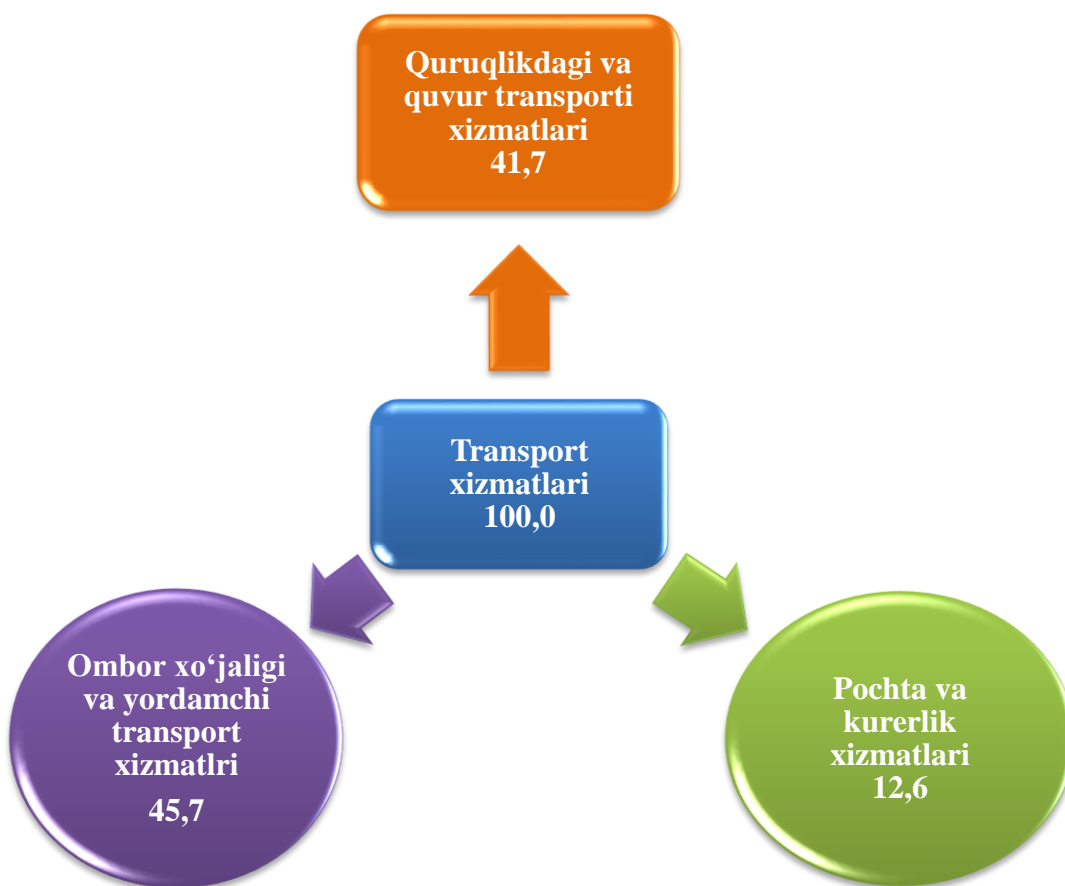 Quruqlikdagi va
quvur transporti
xizmatlari
41,7
Transport
xizmatlari
100,0
Ombor xo‘jaligi
va yordamchi
transport
xizmatlri
45,7
Pochta va
kurerlik
xizmatlari
12,6